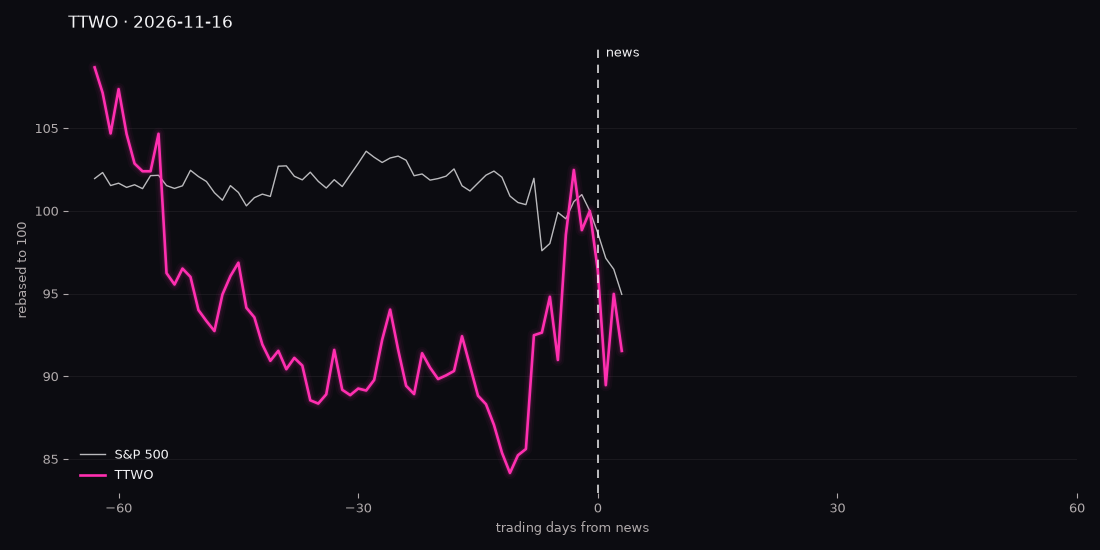 TTWO · 2026-11-16
news
105
100
95
90
85
rebased to 100
S&P 500
TTWO
−60
−30
0
30
60
trading days from news